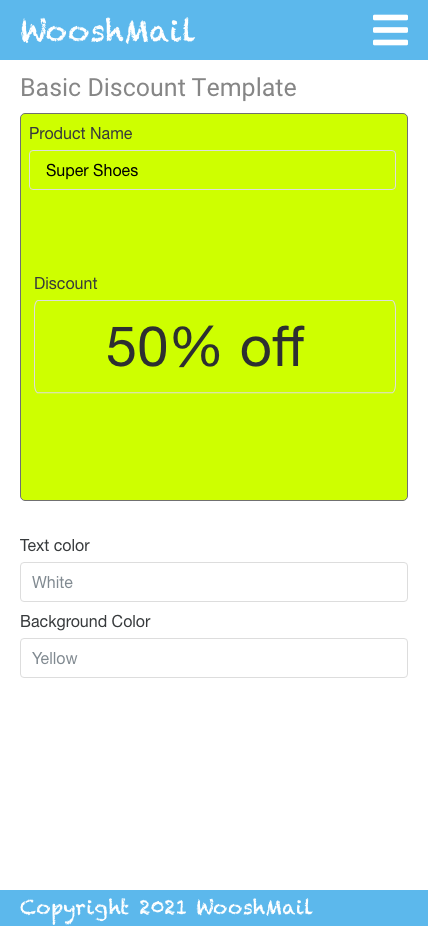 WooshMail
Basic Discount Template
Product Name
Super Shoes
Discount
50% off
Text color
White
Background Color
Yellow
Copyright 2021 WooshMail